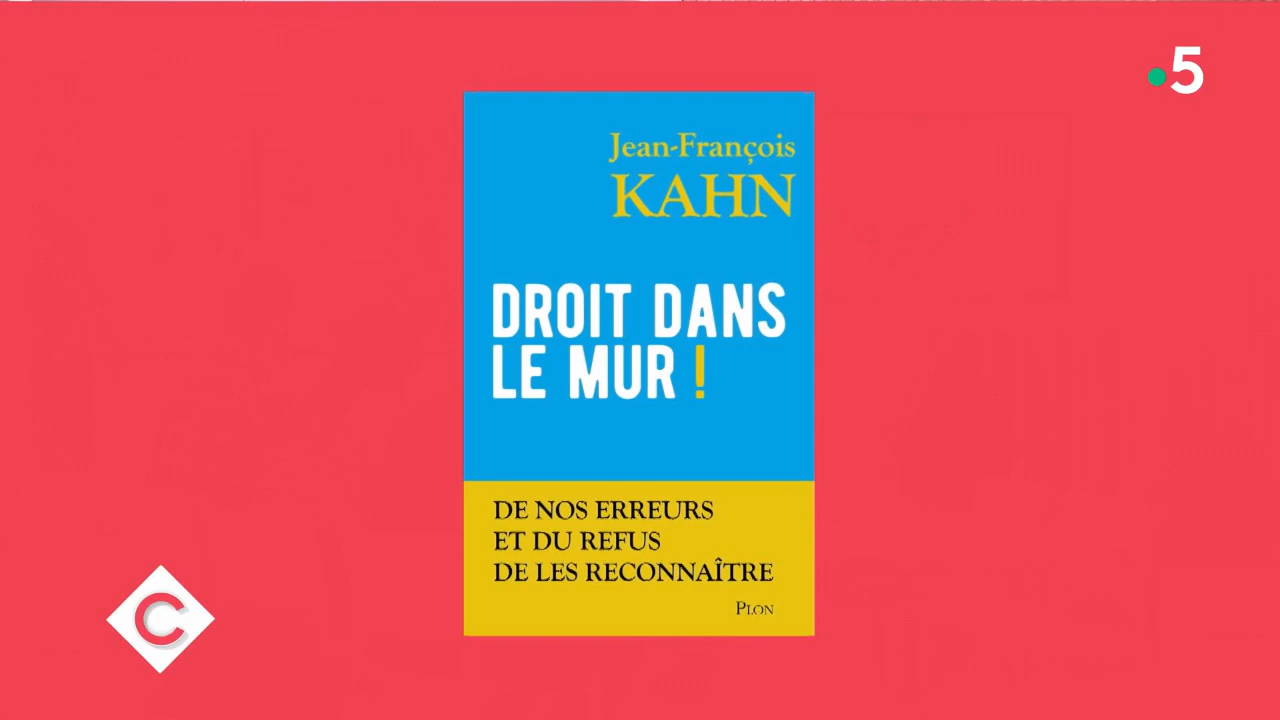 5
Jean-François
KAHN
DROIT DANS
LE MUR !
DE NOS ERREURS
ET DU REFUS
DE LES RECONNAÎTRE
PLON
C